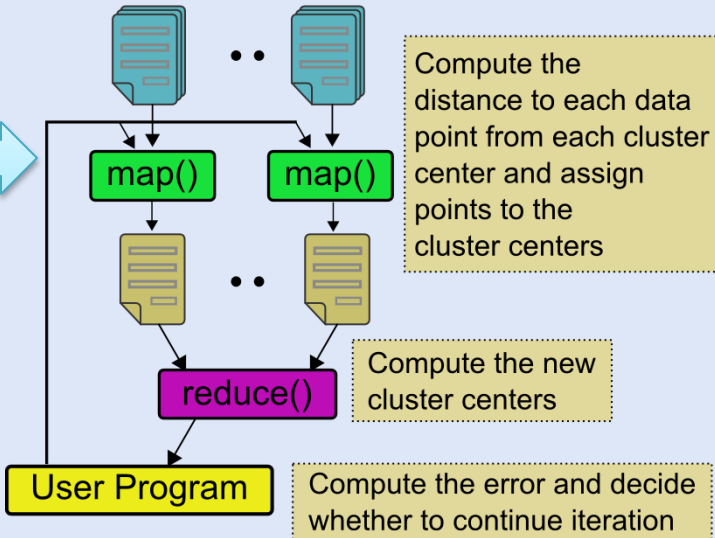 Compute the
distance to each data
point from each cluster
center and assign
points to the
cluster centers
map()
map()
Compute the new
cluster centers
reduce()
User Program
Compute the error and decide
whether to continue iteration